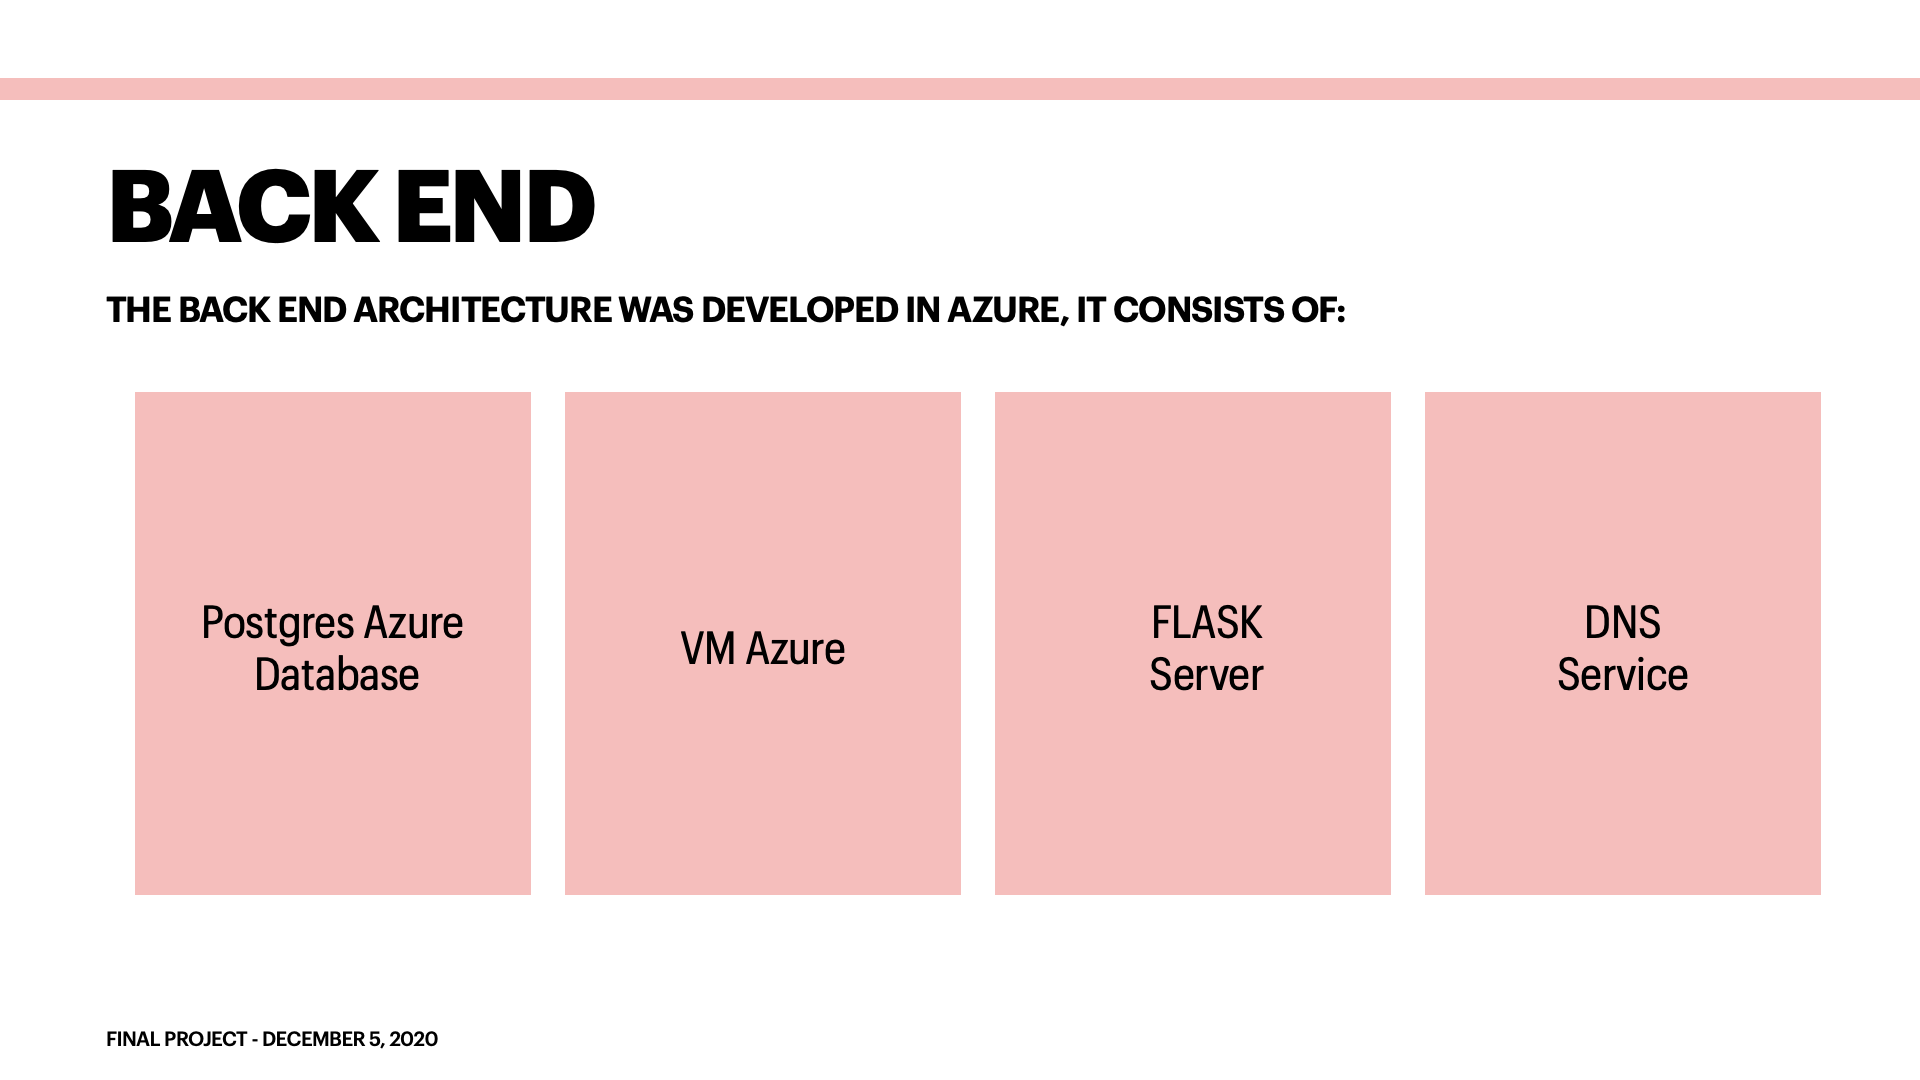 BACK END
THE BACK END ARCHITECTURE WAS DEVELOPED IN AZURE, IT CONSISTS OF:
Postgres Azure
Database
VM Azure
FLASK
Server
DNS
Service
FINAL PROJECT - DECEMBER 5, 2020